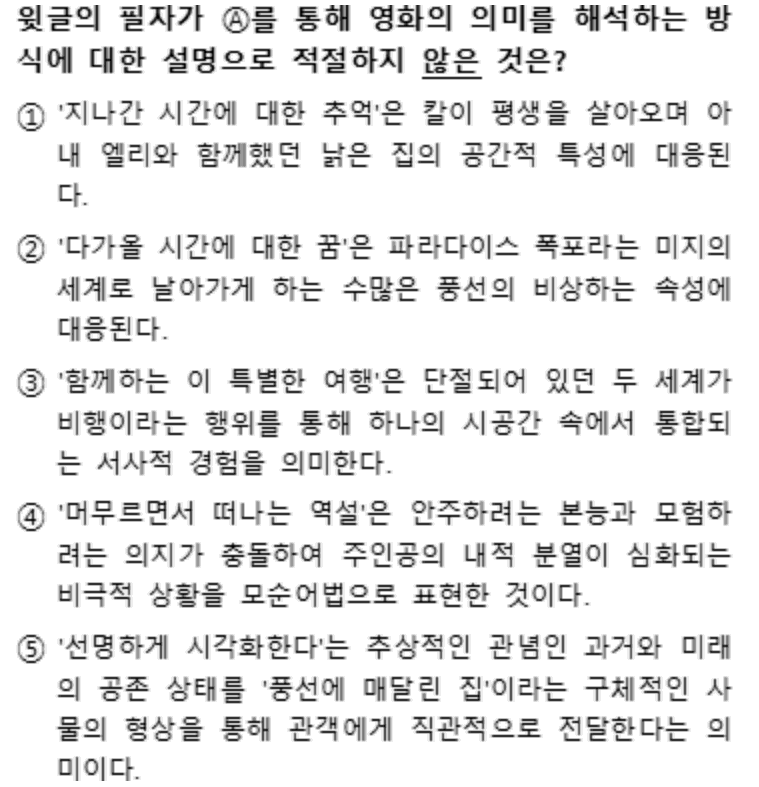 윗글의 필자가 Ⓐ를 통해 영화의 의미를 해석하는 방
식에 대한 설명으로 적절하지 않은 것은?
① '지나간 시간에 대한 추억'은 칼이 평생을 살아오며 아
내 엘리와 함께했던 낡은 집의 공간적 특성에 대응된
다.
② '다가올 시간에 대한 꿈'은 파라다이스 폭포라는 미지의
세계로 날아가게 하는 수많은 풍선의 비상하는 속성에
대응된다.
③ '함께하는 이 특별한 여행'은 단절되어 있던 두 세계가
비행이라는 행위를 통해 하나의 시공간 속에서 통합되
는 서사적 경험을 의미한다.
④ '머무르면서 떠나는 역설'은 안주하려는 본능과 모험하
려는 의지가 충돌하여 주인공의 내적 분열이 심화되는
비극적 상황을 모순어법으로 표현한 것이다.
⑤ '선명하게 시각화한다'는 추상적인 관념인 과거와 미래
의 공존 상태를 '풍선에 매달린 집'이라는 구체적인 사
물의 형상을 통해 관객에게 직관적으로 전달한다는 의
미이다.